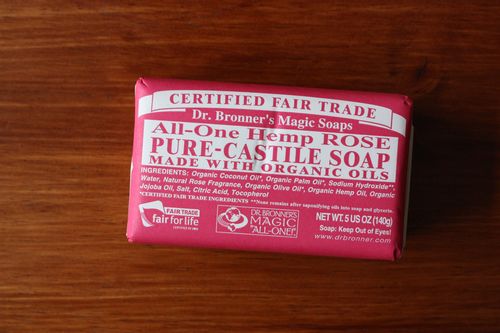 CERTIFIED FAIR TRADE
Dr. Bronner's Magic Soaps
All-One Hemp ROSE
PURE-CASTILE SOAP
MADE WITH ORGANIC OILS
INGREDIENTS: Organic Coconut Oil*, Organic Palm Oil*, Sodium Hydroxide**,
Water, Natural Rose Fragrance, Organic Olive Oil*, Organic Hemp Oil, Organic
Jojoba Oil, Salt, Citric Acid, Tocopherol
*CERTIFIED FAIR TRADE INGREDIENTS **None remains after saponifying oils into soap and glycerin.
FAIR TRADE
fair for life
DR. BRONNER'S
MAGIC
"ALL-ONE!"
NET WT. 5 US OZ (140g)
Soap: Keep Out of Eyes!
www.drbronner.com